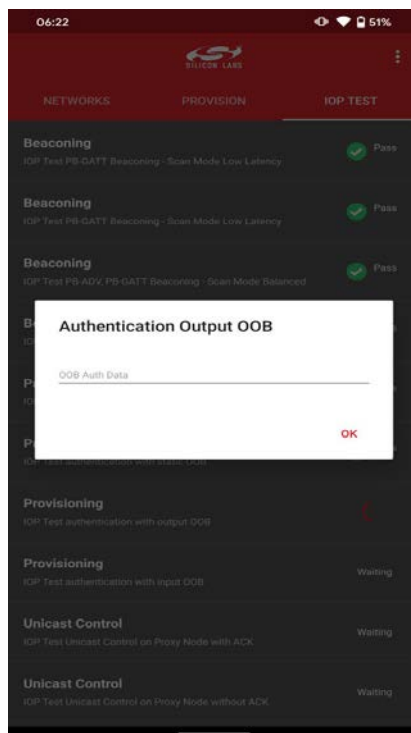 06:22
51%
SILICON LABS
NETWORKS
PROVISION
IOP TEST
Beaconing
IOP Test PB-GATT Beaconing - Scan Mode Low Latency
Pass
Beaconing
IOP Test PB-GATT Beaconing - Scan Mode Low Latency
Pass
Beaconing
IOP Test PB-ADV, PB-GATT Beaconing - Scan Mode Balanced
Pass
Authentication Output OOB
OOB Auth Data
OK
IOP Test authentication with static OOB
Provisioning
IOP Test authentication with output OOB
Provisioning
IOP Test authentication with input OOB
Waiting
Unicast Control
IOP Test Unicast Control on Proxy Node with ACK
Waiting
Unicast Control
IOP Test Unicast Control on Proxy Node without ACK
Waiting